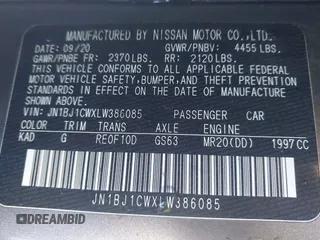 MANUFACTURED BY NISSAN MOTOR CO.,LTD.
DATE: 09/20 GVWR/PNBV: 4455 LBS.
GAWR/PNBE FR: 2370LBS. RR: 2120LBS.
THIS VEHICLE CONFORMS TO ALL APPLICABLE FEDERAL
MOTOR VEHICLE SAFETY, BUMPER, AND THEFT PREVENTION
STANDARDS IN EFFECT ON THE DATE OF MANUFACTURE SHOWN ABOVE.
VIN: JN1BJ1CWXLW386085 PASSENGER CAR
COLOR TRIM TRANS AXLE ENGINE
KAD G RE0F10D GS63 MR20(DD) 1997CC
JN1BJ1CWXLW386085
DREAMBID